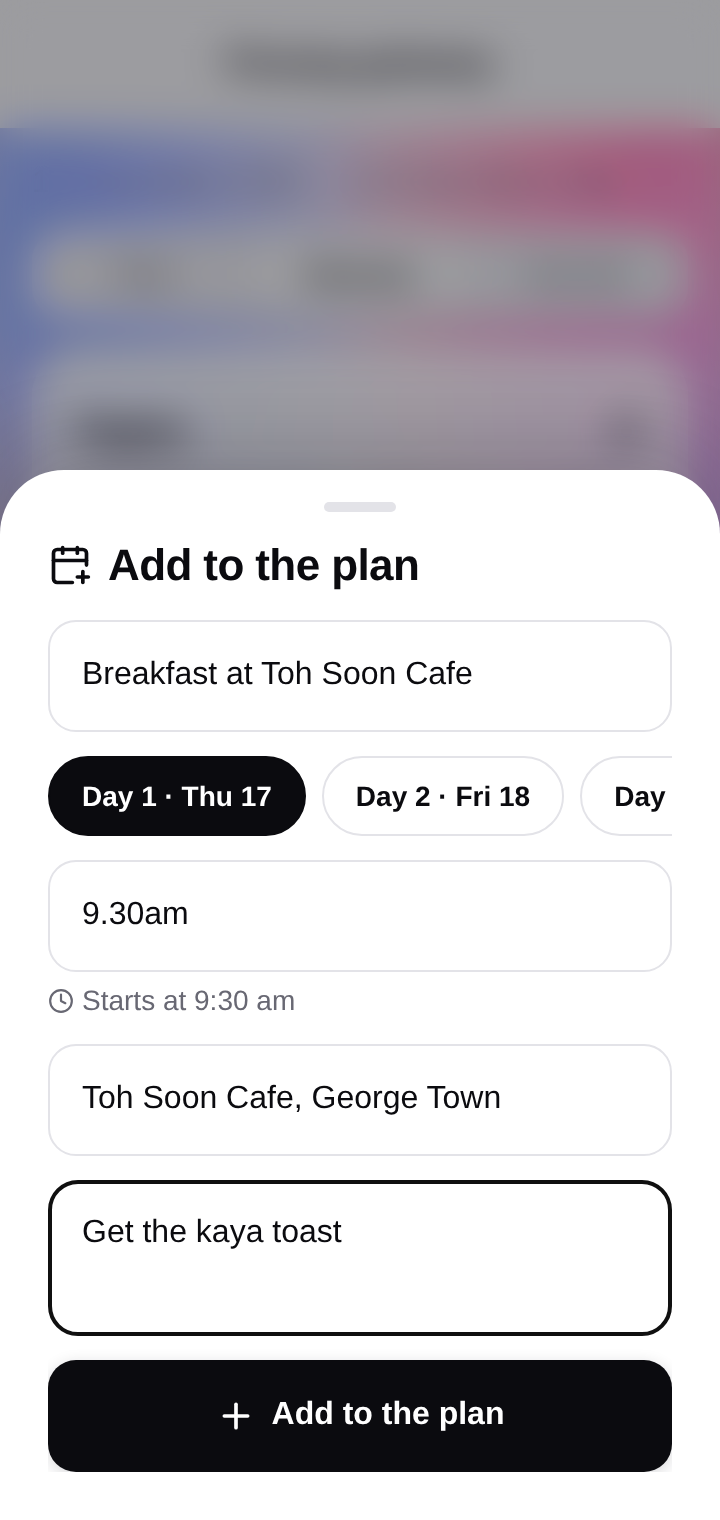 Add to the plan
Breakfast at Toh Soon Cafe
Day 1 · Thu 17
Day 2 · Fri 18
Day
9.30am
Starts at 9:30 am
Toh Soon Cafe, George Town
Get the kaya toast
Add to the plan